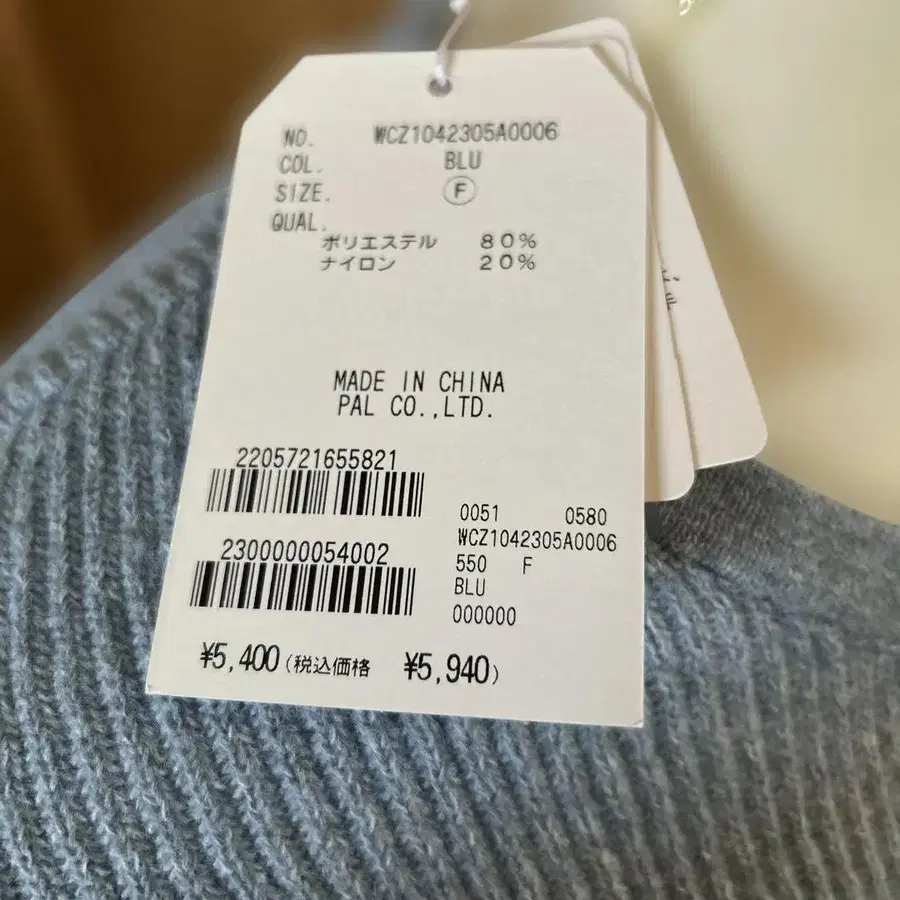 NO. WCZ1042305A0006
COL. BLU
SIZE. F
QUAL.
ポリエステル 80%
ナイロン 20%
MADE IN CHINA
PAL CO.,LTD.
2205721655821
0051 0580
WCZ1042305A0006
2300000054002
550 F
BLU
000000
¥5,400(税込価格 ¥5,940)